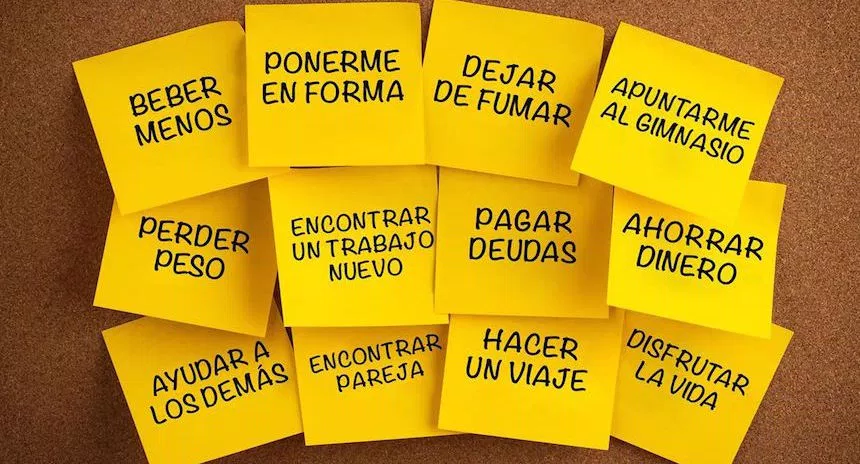 BEBER
MENOS
PONERME
EN FORMA
DEJAR
DE FUMAR
APUNTARME
AL GIMNASIO
PERDER
PESO
ENCONTRAR
UN TRABAJO
NUEVO
PAGAR
DEUDAS
AHORRAR
DINERO
AYUDAR A
LOS DEMÁS
ENCONTRAR
PAREJA
HACER
UN VIAJE
DISFRUTAR
LA VIDA